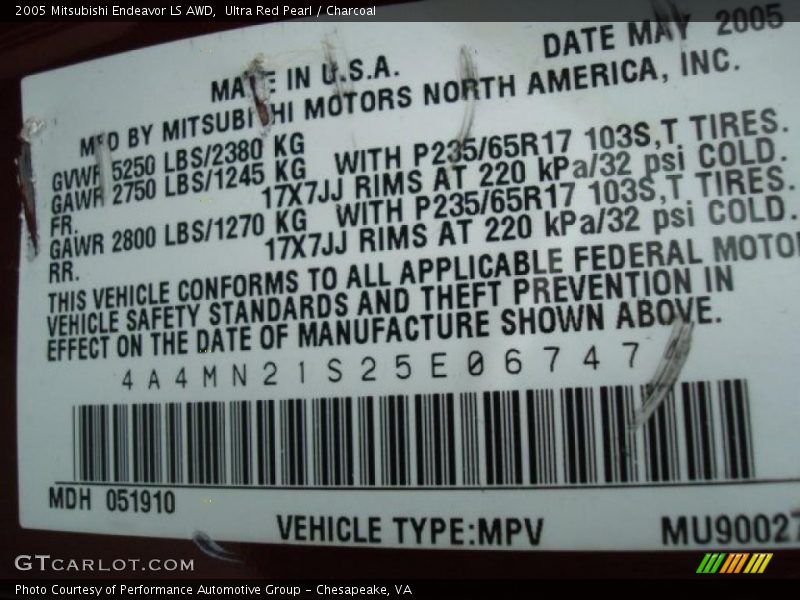 2005 Mitsubishi Endeavor LS AWD,  Ultra Red Pearl / Charcoal
DATE MAY 2005
MADE IN U.S.A.
MFD BY MITSUBISHI MOTORS NORTH AMERICA, INC.
GVWR 5250 LBS/2380 KG
GAWR 2750 LBS/1245 KG WITH P235/65R17 103S,T TIRES.
FR. 17X7JJ RIMS AT 220 kPa/32 psi COLD.
GAWR 2800 LBS/1270 KG WITH P235/65R17 103S,T TIRES.
RR. 17X7JJ RIMS AT 220 kPa/32 psi COLD.
THIS VEHICLE CONFORMS TO ALL APPLICABLE FEDERAL MOTO
VEHICLE SAFETY STANDARDS AND THEFT PREVENTION IN
EFFECT ON THE DATE OF MANUFACTURE SHOWN ABOVE.
4A4MN21S25E06747
MDH 051910
VEHICLE TYPE:MPV MU90027
GTCARLOT.COM
Photo Courtesy of Performance Automotive Group - Chesapeake, VA